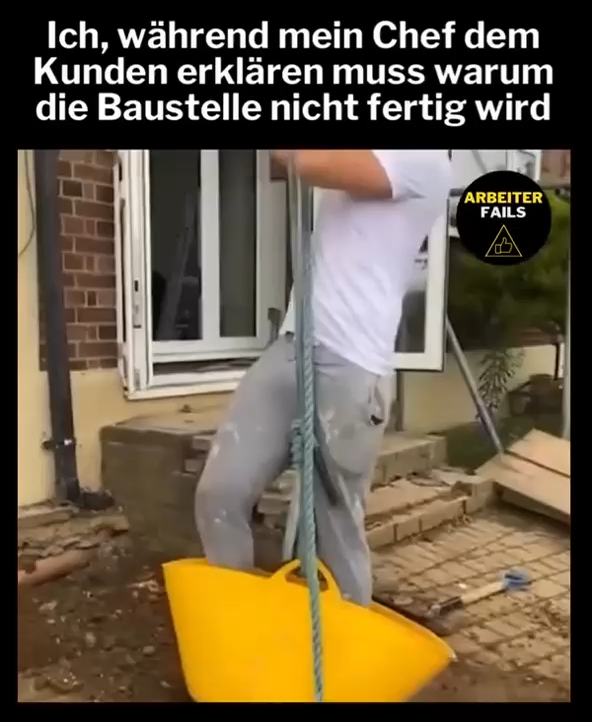 Ich, während mein Chef dem
Kunden erklären muss warum
die Baustelle nicht fertig wird
ARBEITER
FAILS